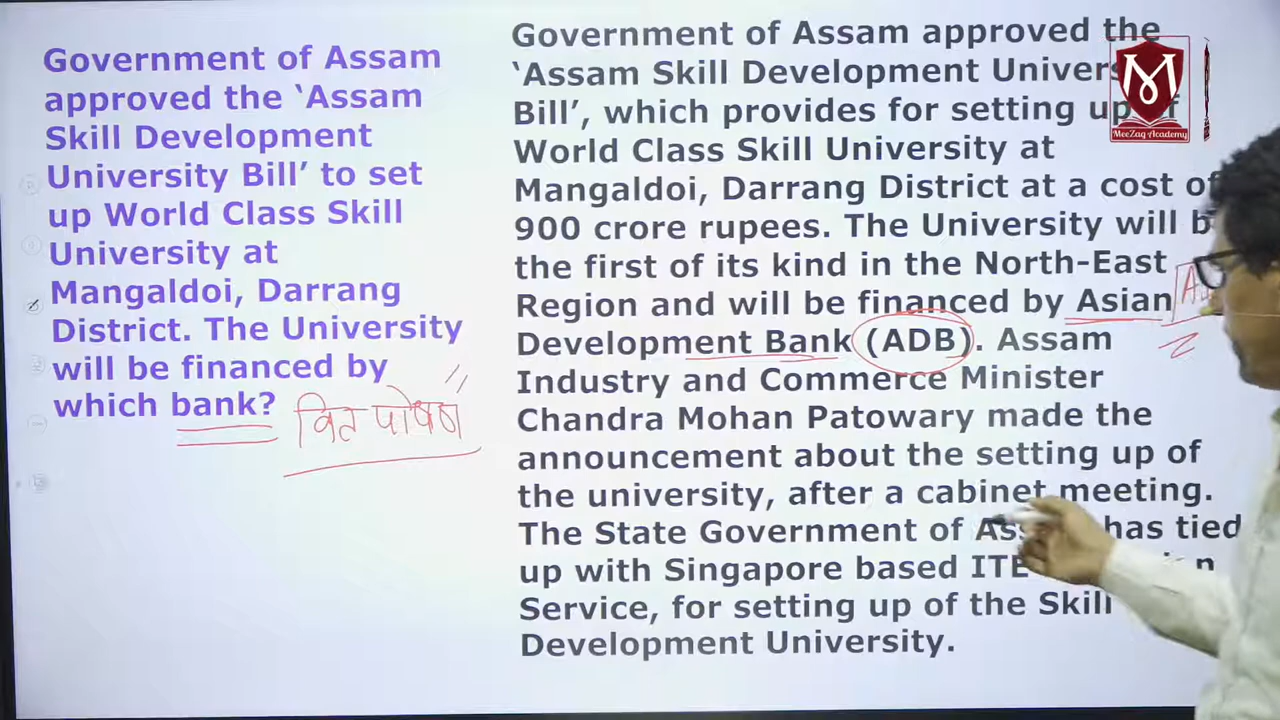 Government of Assam
approved the ‘Assam
Skill Development
University Bill’ to set
up World Class Skill
University at
Mangaldoi, Darrang
District. The University
will be financed by
which bank?
वित पोषण
Government of Assam approved the
‘Assam Skill Development
Bill’, which provides for setting up
World Class Skill University at
Mangaldoi, Darrang District at a cost of
900 crore rupees. The University will
the first of its kind in the North-East
Region and will be financed by Asian
Development Bank (ADB). Assam
Industry and Commerce Minister
Chandra Mohan Patowary made the
announcement about the setting up of
the university, after a cabinet meeting.
The State Government of has tied
up with Singapore based
Service, for setting up of the Skill
Development University.
M
MeeZaq Academy